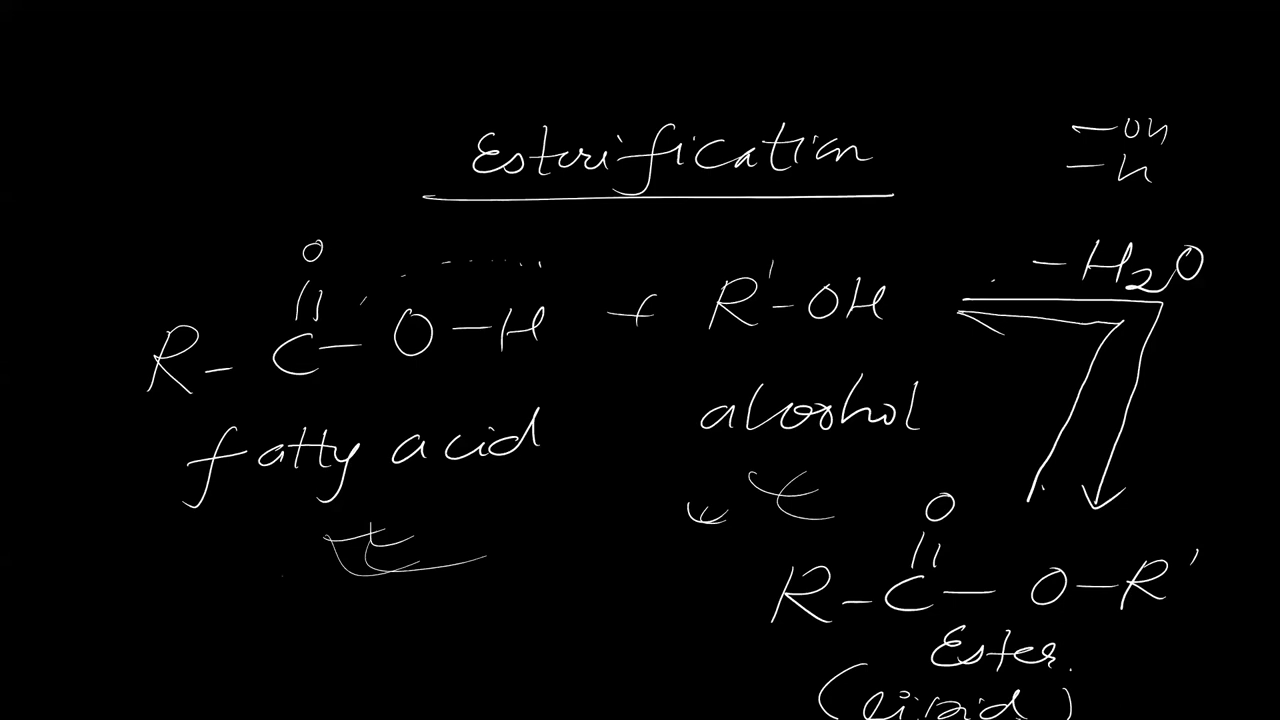 Esterification
-OH
-H
O
||
R-C-O-H + R'-OH
-H2O
fatty acid
alcohol
O
||
R-C-O-R'
Ester.
(lipid)